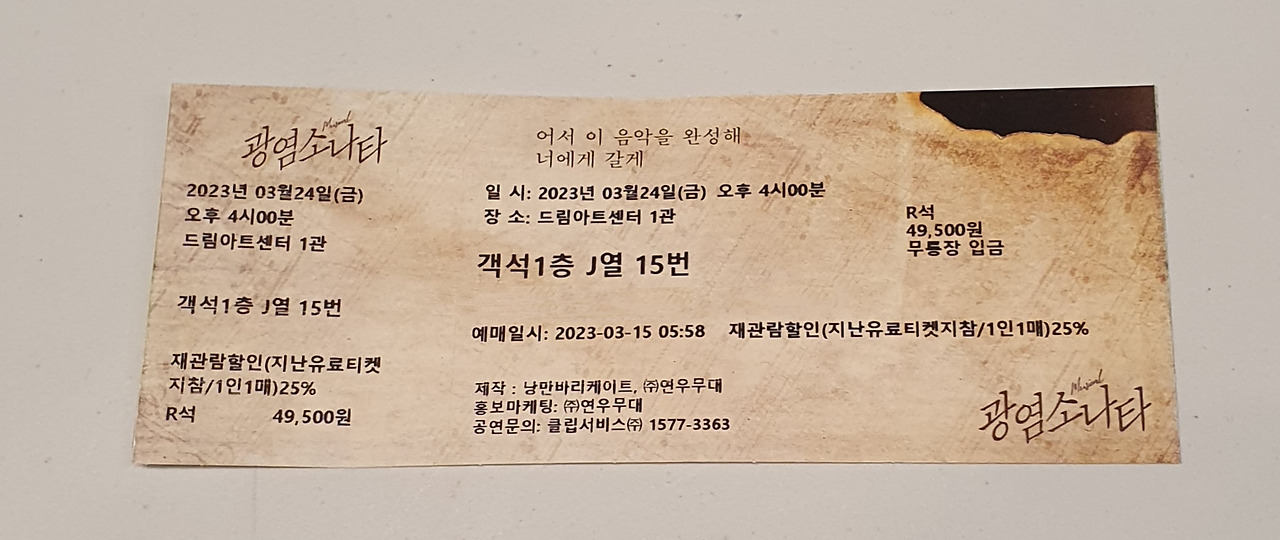 Musical
광염소나타
2023년 03월24일(금)
오후 4시00분
드림아트센터 1관
객석1층 J열 15번
재관람할인(지난유료티켓
지참/1인1매)25%
R석 49,500원
어서 이 음악을 완성해
너에게 갈게
일 시: 2023년 03월24일(금) 오후 4시00분
장 소: 드림아트센터 1관
객석1층 J열 15번
예매일시: 2023-03-15 05:58 재관람할인(지난유료티켓지참/1인1매)25%
제작 : 낭만바리케이트, ㈜연우무대
홍보마케팅: ㈜연우무대
공연문의: 클립서비스㈜ 1577-3363
R석
49,500원
무통장 입금
Musical
광염소나타